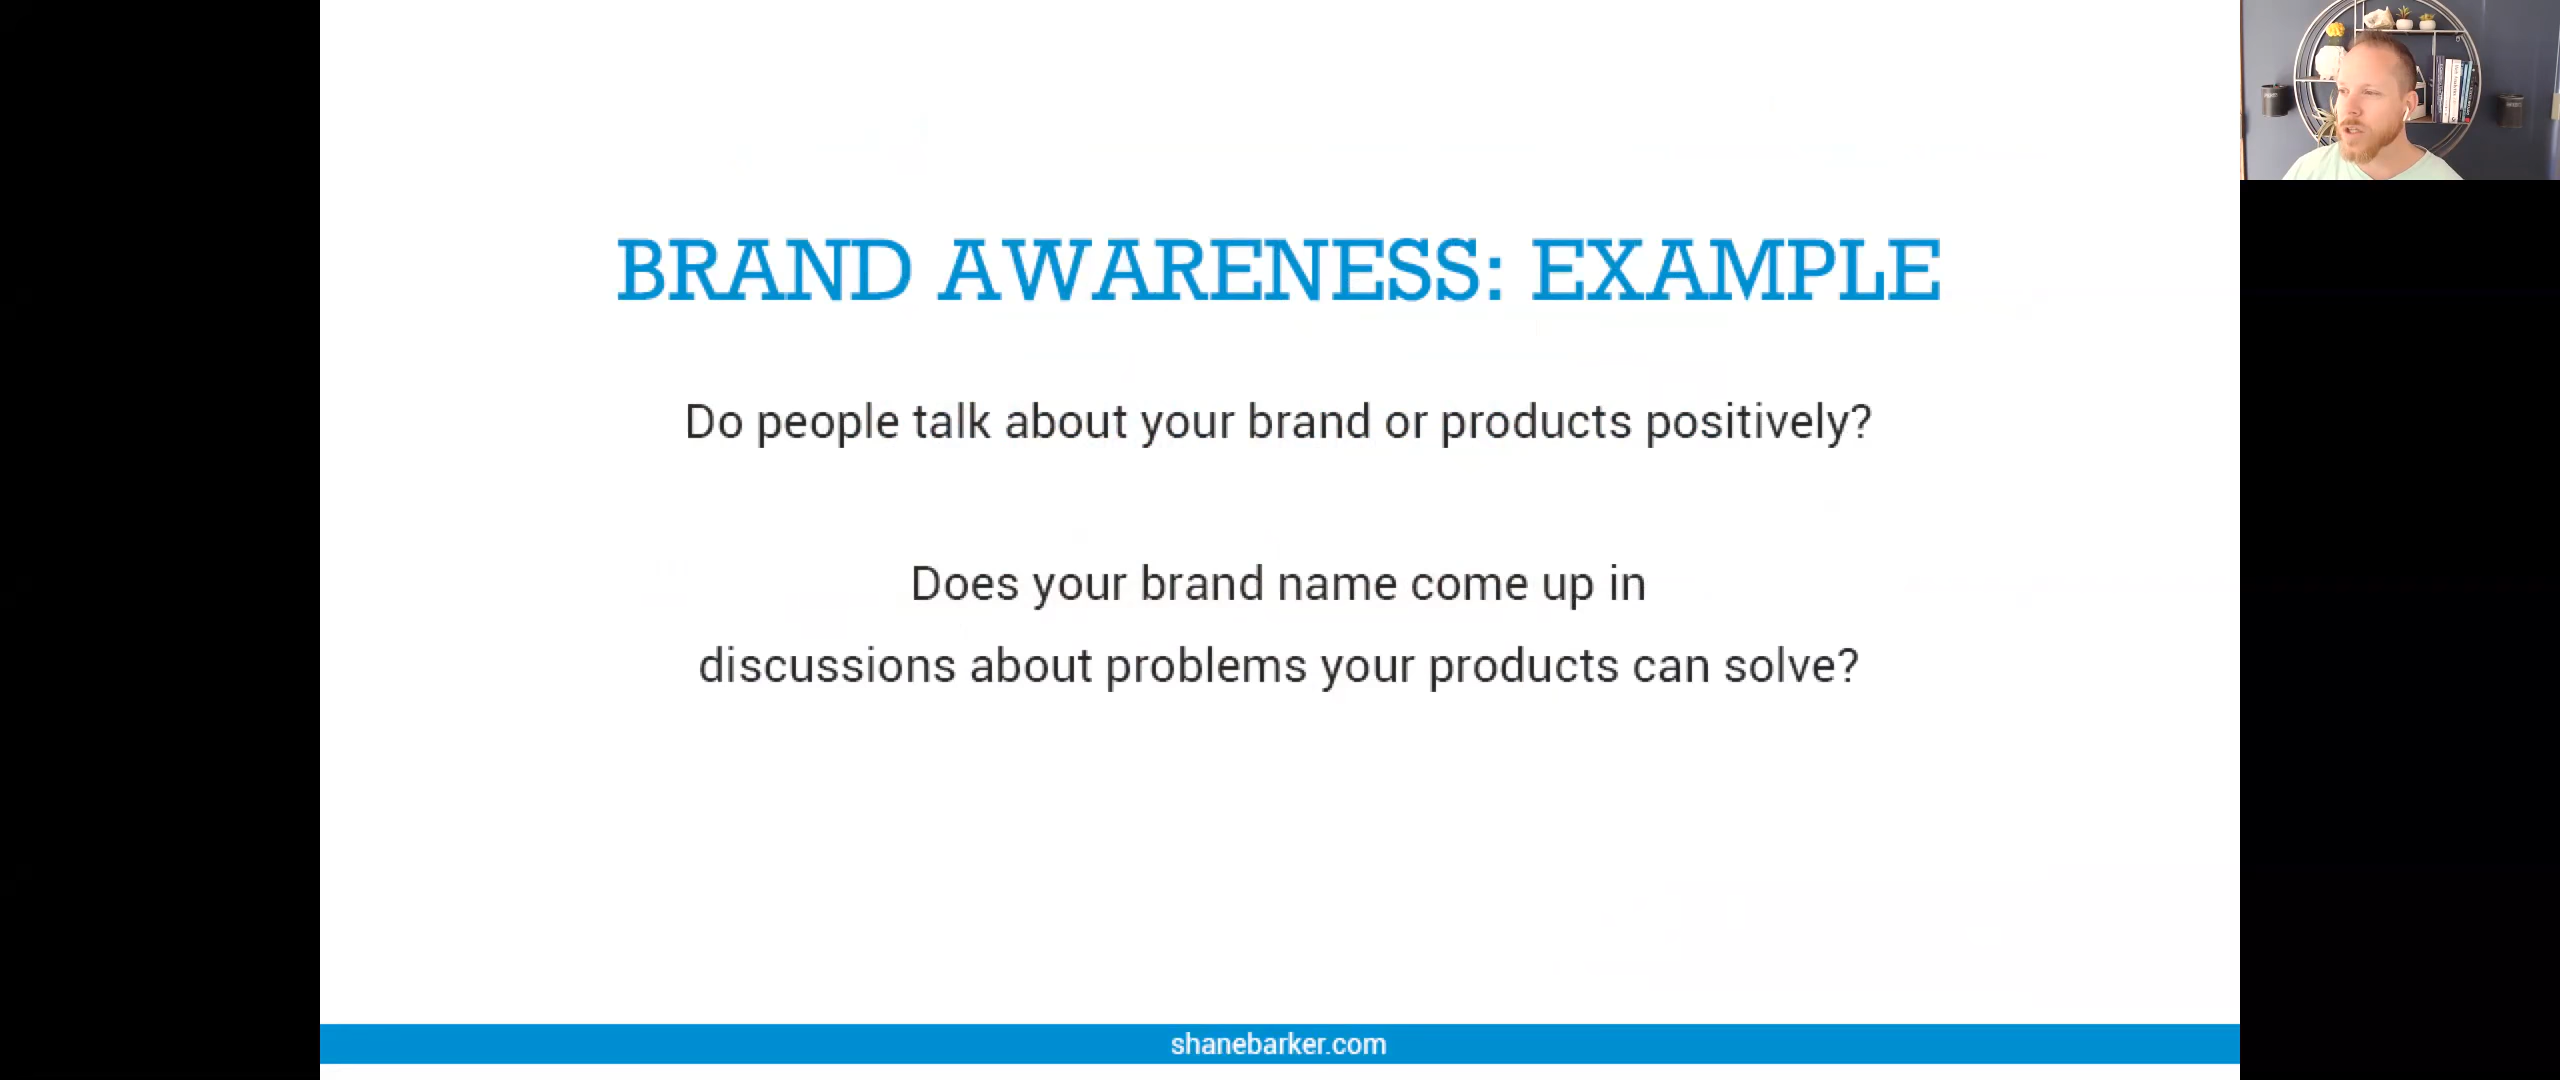 BRAND AWARENESS: EXAMPLE
Do people talk about your brand or products positively?
Does your brand name come up in
discussions about problems your products can solve?
shanebarker.com